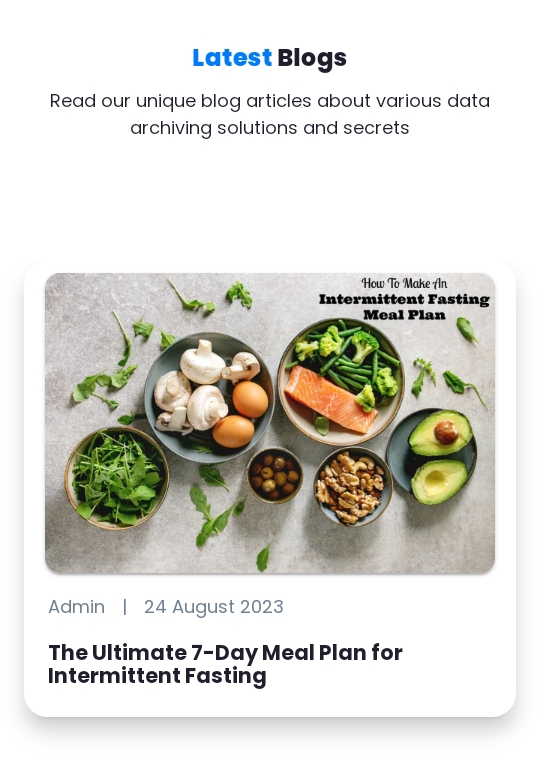 Latest Blogs
Read our unique blog articles about various data
archiving solutions and secrets
How To Make An
Intermittent Fasting
Meal Plan
Admin | 24 August 2023
The Ultimate 7-Day Meal Plan for
Intermittent Fasting